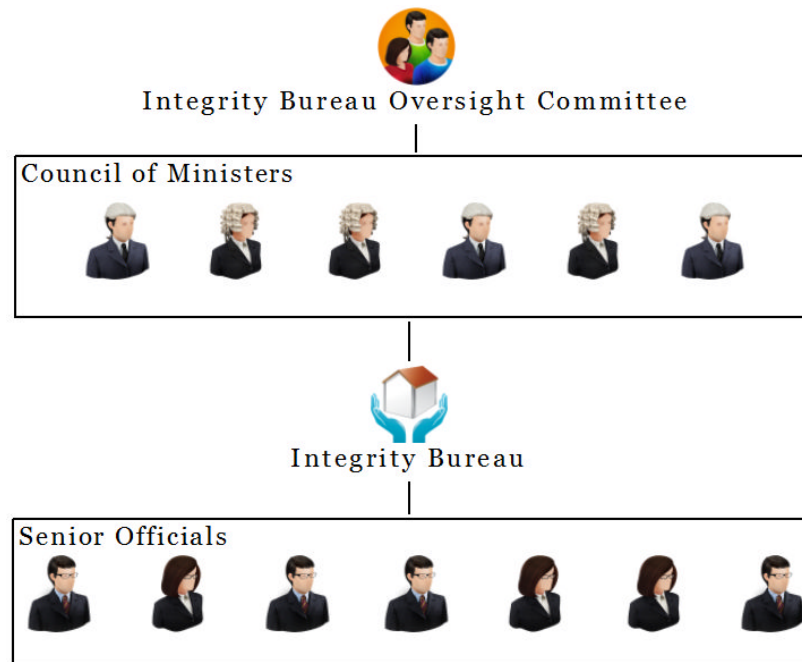 Integrity Bureau Oversight Committee
Council of Ministers
Integrity Bureau
Senior Officials